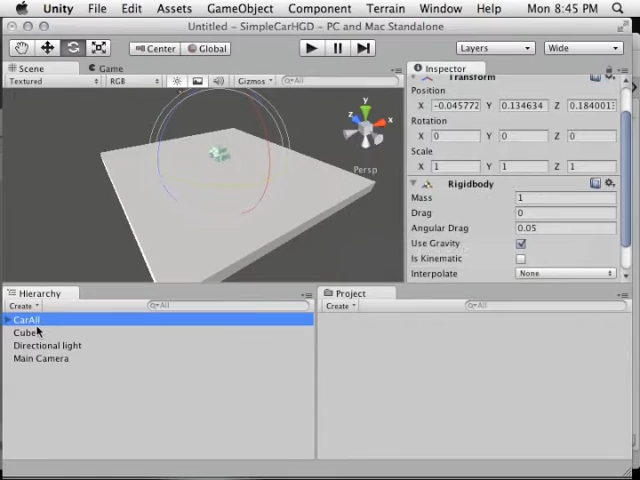 Unity File Edit Assets GameObject Component Terrain Window Help Mon 8:45 PM
Untitled - SimpleCarHGD - PC and Mac Standalone
Center Global Layers Wide
Scene Game Inspector
Textured RGB Gizmos All
Transform
Position
X -0.045772 Y 0.134634 Z 0.184001
Rotation
X 0 Y 0 Z 0
Scale
X 1 Y 1 Z 1
y
z x
Persp
Rigidbody
Mass 1
Drag 0
Angular Drag 0.05
Use Gravity
Is Kinematic
Interpolate None
Hierarchy Project
Create All Create All
CarAll
Cube
Directional light
Main Camera